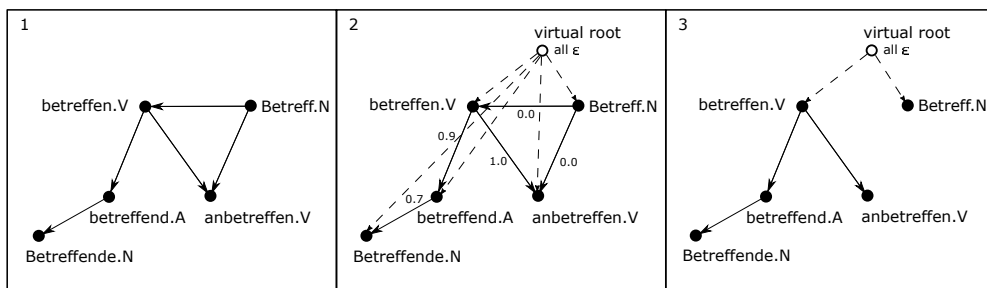 1
betreffen.V
Betreff.N
betreffend.A
anbetreffen.V
Betreffende.N
2
virtual root
all ε
betreffen.V
Betreff.N
0.0
0.9
1.0
0.0
0.7
betreffend.A
anbetreffen.V
Betreffende.N
3
virtual root
all ε
betreffen.V
Betreff.N
betreffend.A
anbetreffen.V
Betreffende.N